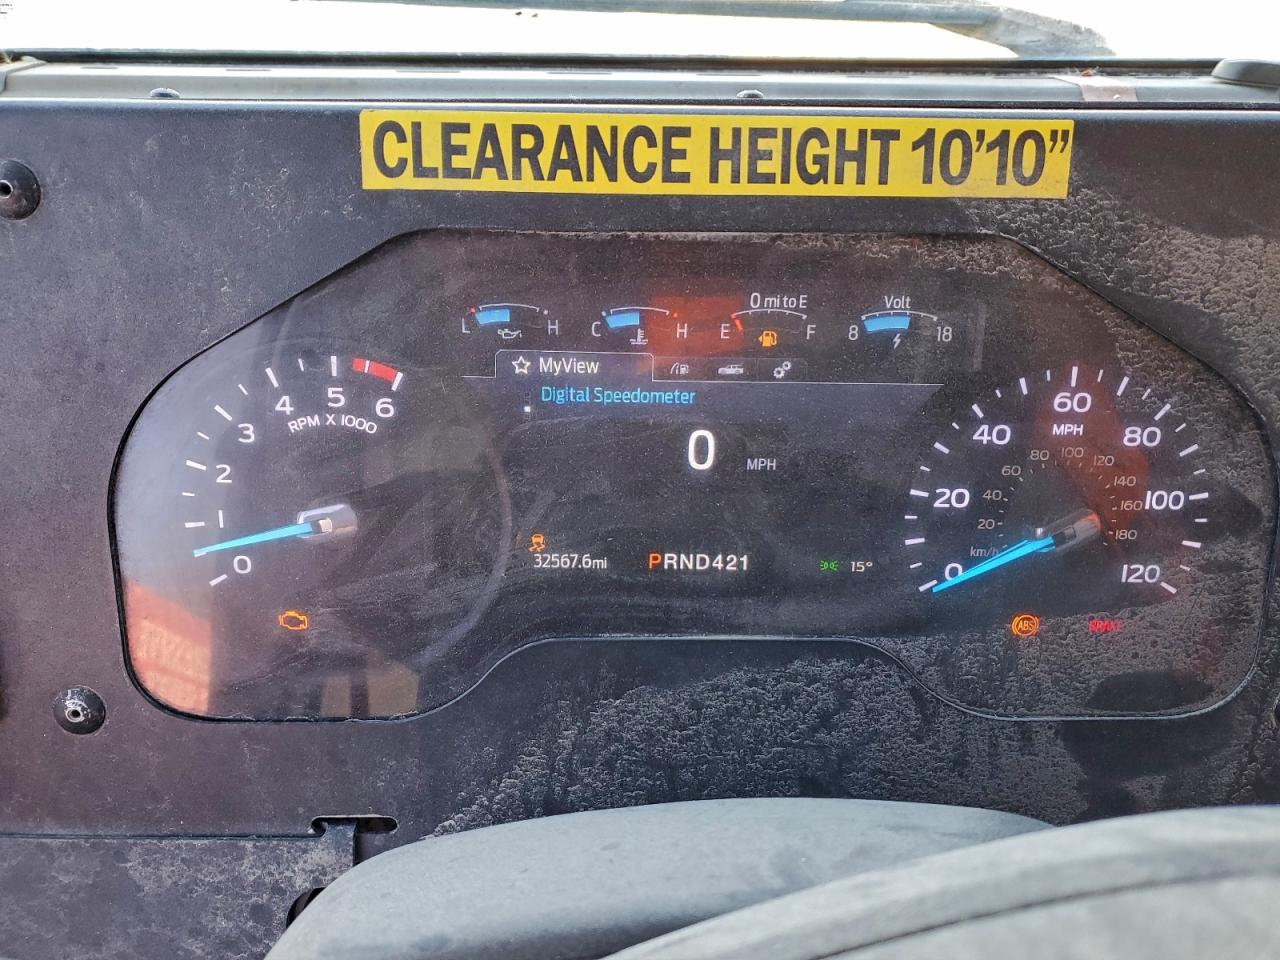 CLEARANCE HEIGHT 10'10"
0 mi to E
Volt
L H
C H
E F
8 18
MyView
Digital Speedometer
0 MPH
32567.6mi
PRND421
15°
0
1
2
3
4
5
6
RPM X 1000
0
20
40
60
80
100
120
MPH
20
40
60
80
100
120
140
160
180
km/h
ABS
BRAKE